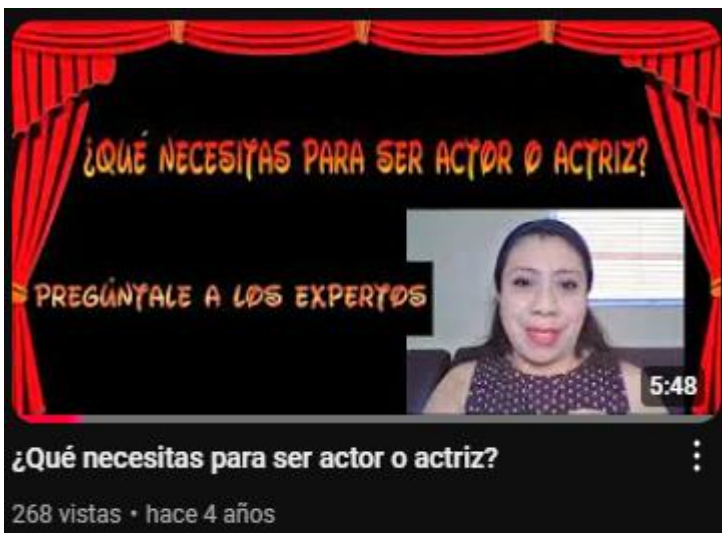 ¿QUÉ NECESITAS PARA SER ACTOR O ACTRIZ?
PREGÚNTALE A LOS EXPERTOS
5:48
¿Qué necesitas para ser actor o actriz?
268 vistas • hace 4 años